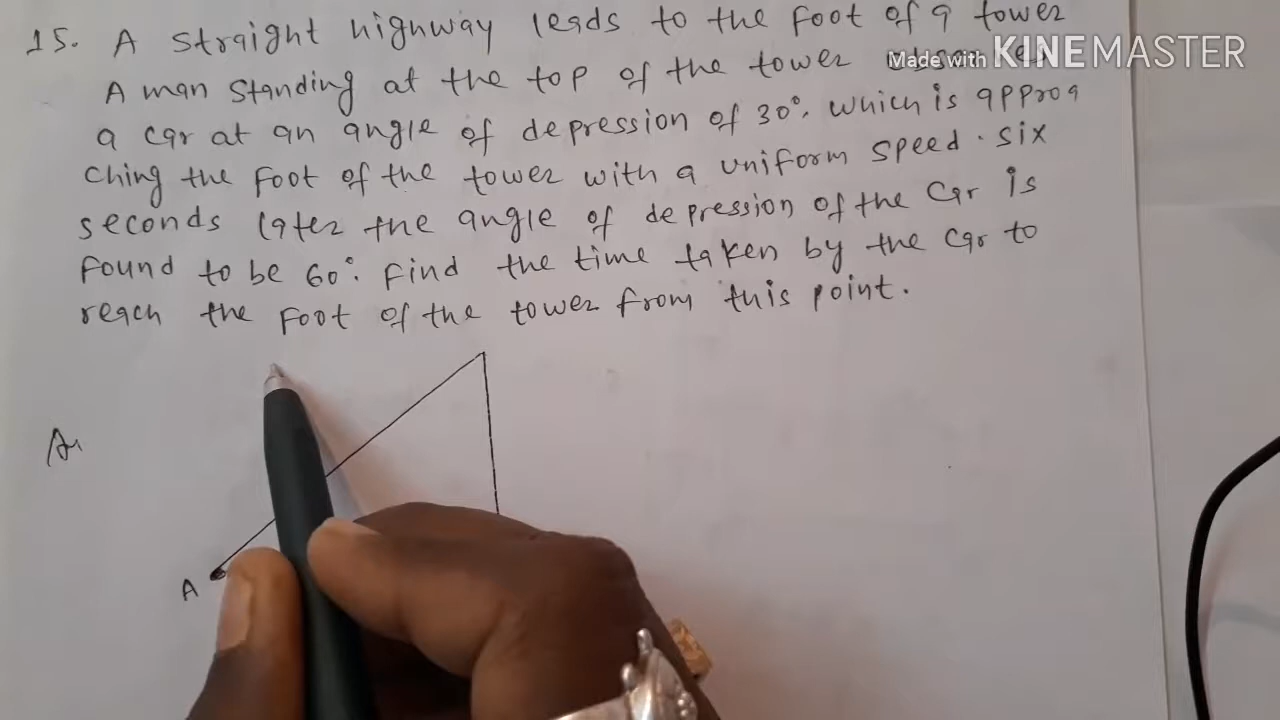 15. A straight highway leads to the foot of a tower
A man standing at the top of the tower
Made with KINEMASTER
a car at an angle of depression of 30°. which is approa
ching the foot of the tower with a uniform speed. six
seconds later the angle of depression of the car is
found to be 60°. find the time taken by the car to
reach the foot of the tower from this point.
A